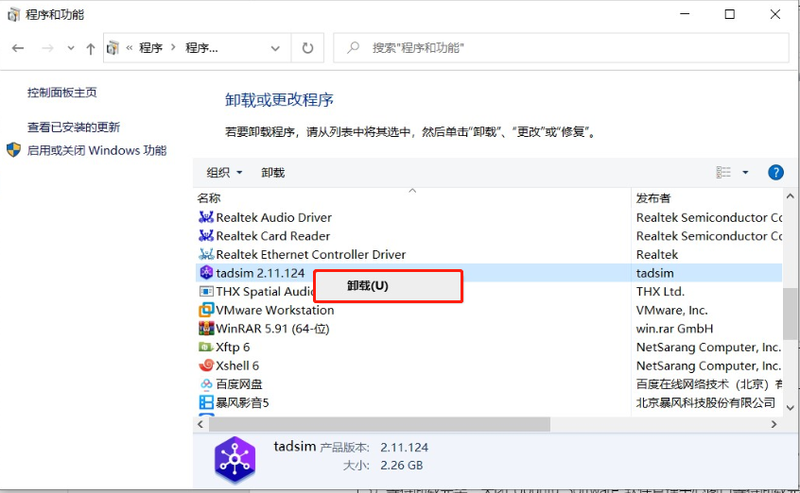 程序和功能
« 程序 > 程序...
搜索"程序和功能"
控制面板主页
查看已安装的更新
启用或关闭 Windows 功能
卸载或更改程序
若要卸载程序，请从列表中将其选中，然后单击"卸载"、"更改"或"修复"。
组织 卸载
名称 发布者
Realtek Audio Driver Realtek Semiconductor Co
Realtek Card Reader Realtek Semiconductor Co
Realtek Ethernet Controller Driver Realtek
tadsim 2.11.124 tadsim
卸载(U)
THX Spatial Audio THX Ltd.
VMware Workstation VMware, Inc.
WinRAR 5.91 (64-位) win.rar GmbH
Xftp 6 NetSarang Computer, Inc.
Xshell 6 NetSarang Computer, Inc.
百度网盘 百度在线网络技术（北京）有
暴风影音5 北京暴风科技股份有限公司
tadsim 产品版本: 2.11.124
大小: 2.26 GB